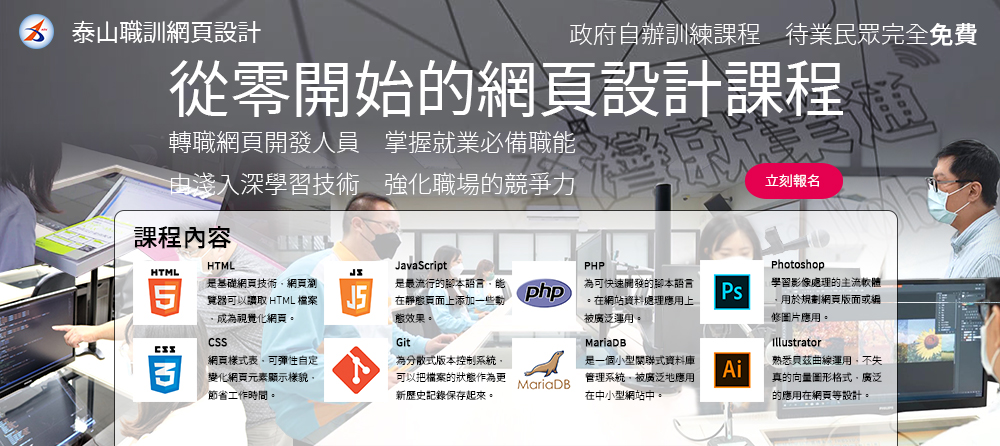 泰山職訓網頁設計
政府自辦訓練課程 待業民眾完全免費
從零開始的網頁設計課程
轉職網頁開發人員 掌握就業必備職能
由淺入深學習技術 強化職場的競爭力
立刻報名
台灣就業通
課程內容
HTML
HTML
是基礎網頁技術，網頁瀏
覽器可以讀取 HTML 檔案
，成為視覺化網頁。
JS
JavaScript
是最流行的腳本語言，能
在靜態頁面上添加一些動
態效果。
php
PHP
為可快速開發的腳本語言
。在網站資料處理應用上
被廣泛運用。
Ps
Photoshop
學習影像處理的主流軟體
，用於規劃網頁版面或編
修圖片應用。
CSS
CSS
網頁樣式表，可彈性自定
變化網頁元素顯示樣貌，
節省工作時間。
Git
為分散式版本控制系統，
可以把檔案的狀態作為更
新歷史記錄保存起來。
MariaDB
MariaDB
是一個小型關聯式資料庫
管理系統，被廣泛地應用
在中小型網站中。
Ai
Illustrator
熟悉貝茲曲線運用，不失
真的向量圖形格式，廣泛
的應用在網頁等設計。